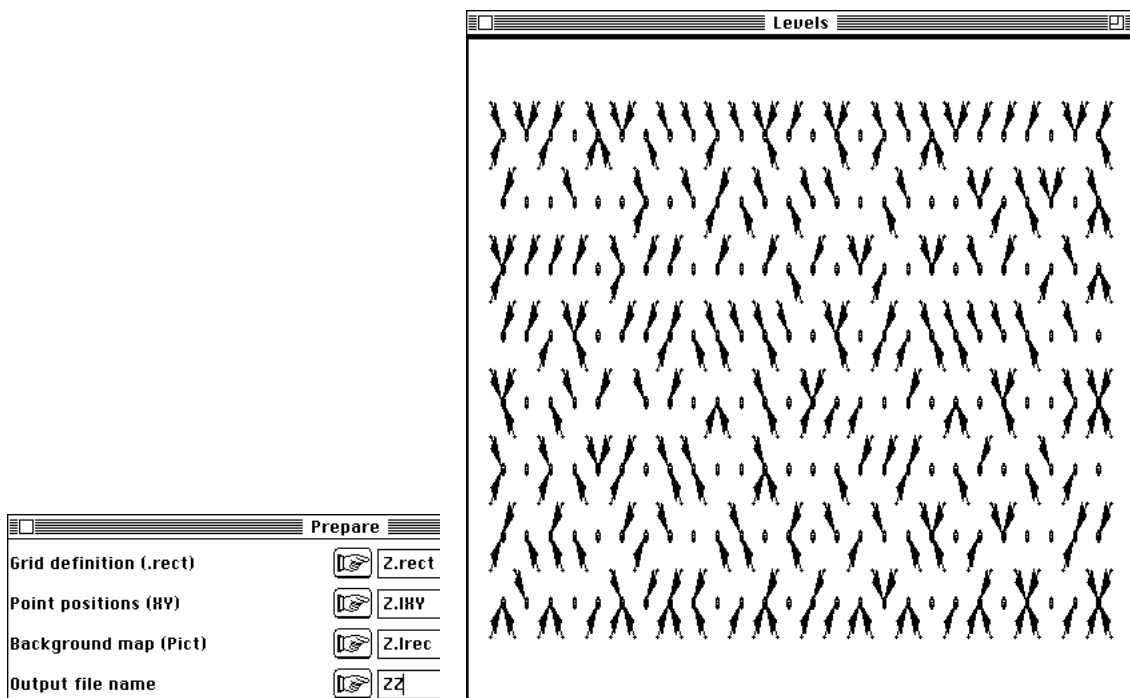 Levels
Prepare
Grid definition (.rect) Z.rect
Point positions (XY) Z.IXY
Background map (Pict) Z.Irec
Output file name ZZ